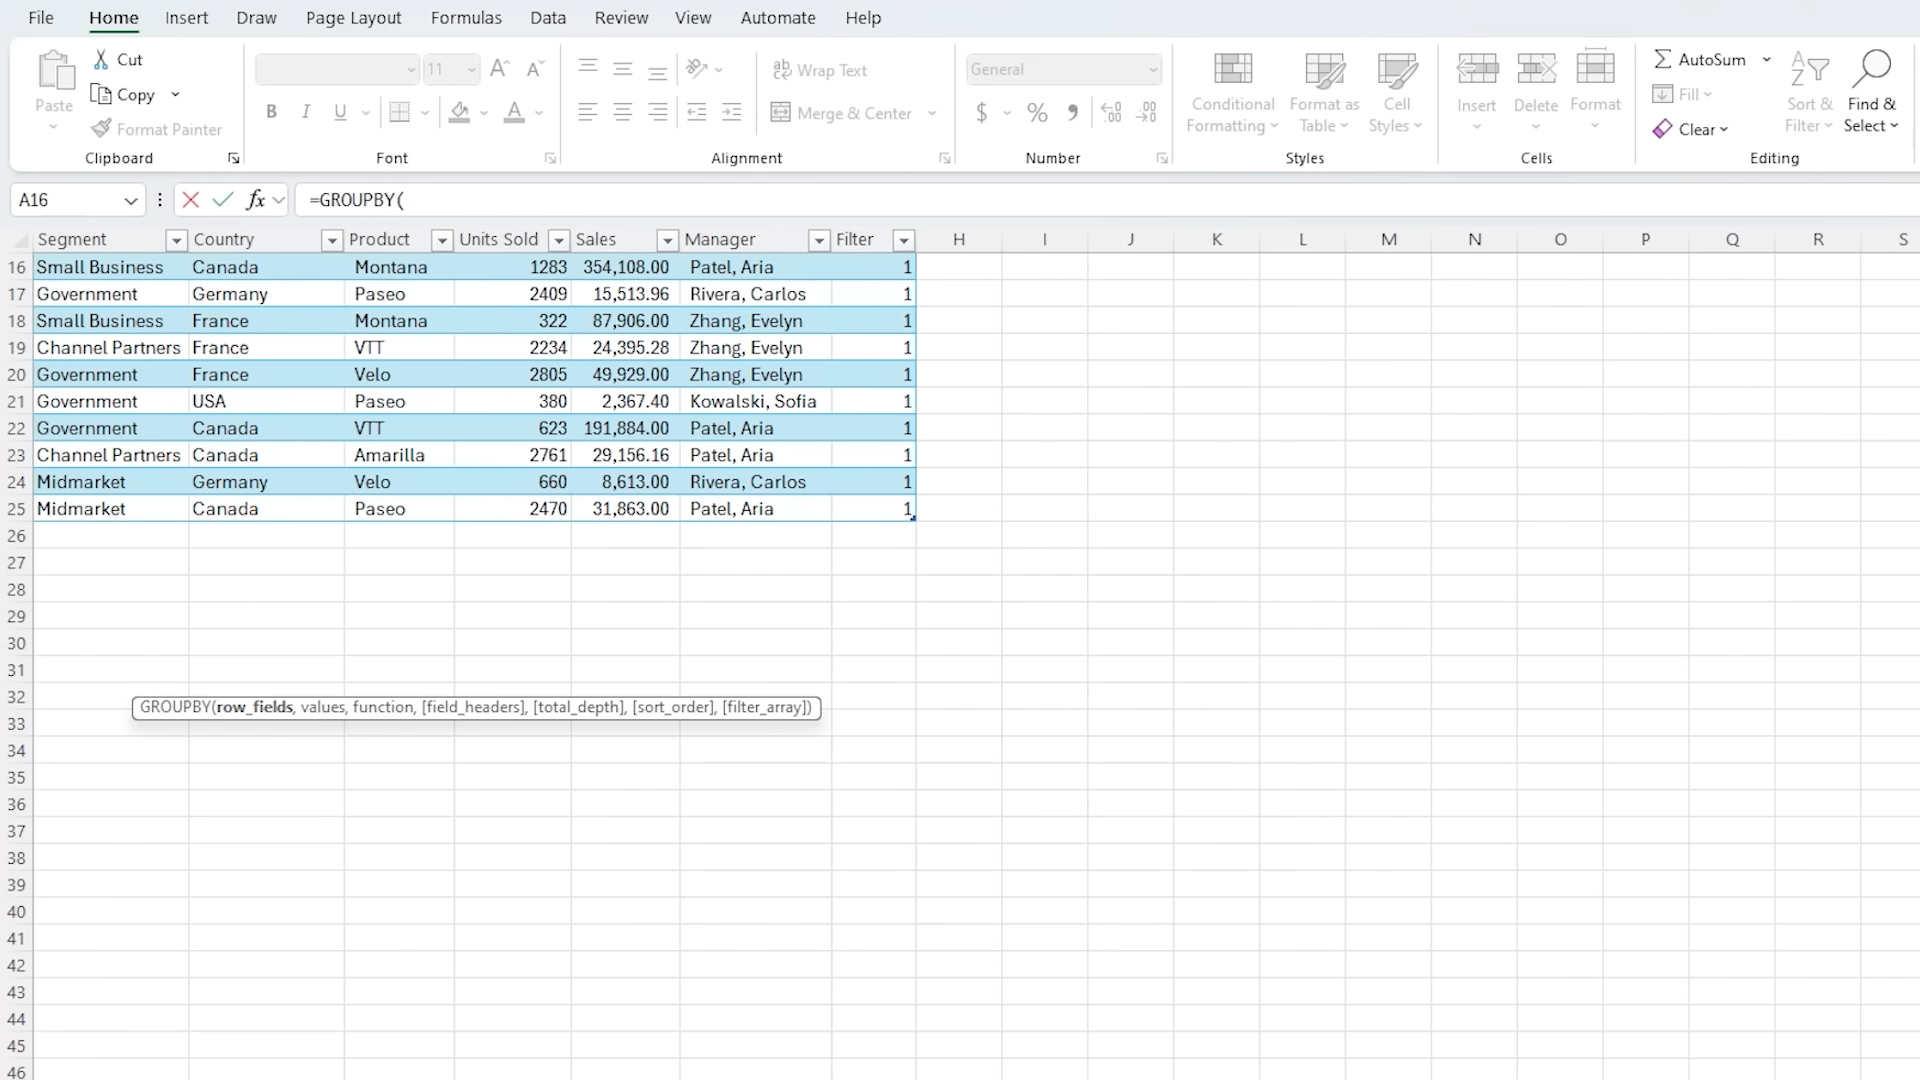 File Home Insert Draw Page Layout Formulas Data Review View Automate Help
Paste Cut Copy Format Painter
Clipboard
11
B I U A
Font
Wrap Text
Merge & Center
Alignment
General
$ %
Number
Conditional Formatting
Format as Table
Cell Styles
Styles
Insert Delete Format
Cells
AutoSum
Fill
Clear
Sort & Filter
Find & Select
Editing
A16 fx =GROUPBY(
Segment Country Product Units Sold Sales Manager Filter H I J K L M N O P Q R S
16 Small Business Canada Montana 1283 354,108.00 Patel, Aria 1
17 Government Germany Paseo 2409 15,513.96 Rivera, Carlos 1
18 Small Business France Montana 322 87,906.00 Zhang, Evelyn 1
19 Channel Partners France VTT 2234 24,395.28 Zhang, Evelyn 1
20 Government France Velo 2805 49,929.00 Zhang, Evelyn 1
21 Government USA Paseo 380 2,367.40 Kowalski, Sofia 1
22 Government Canada VTT 623 191,884.00 Patel, Aria 1
23 Channel Partners Canada Amarilla 2761 29,156.16 Patel, Aria 1
24 Midmarket Germany Velo 660 8,613.00 Rivera, Carlos 1
25 Midmarket Canada Paseo 2470 31,863.00 Patel, Aria 1
26
27
28
29
30
31
32
GROUPBY(row_fields, values, function, [field_headers], [total_depth], [sort_order], [filter_array])
33
34
35
36
37
38
39
40
41
42
43
44
45
46